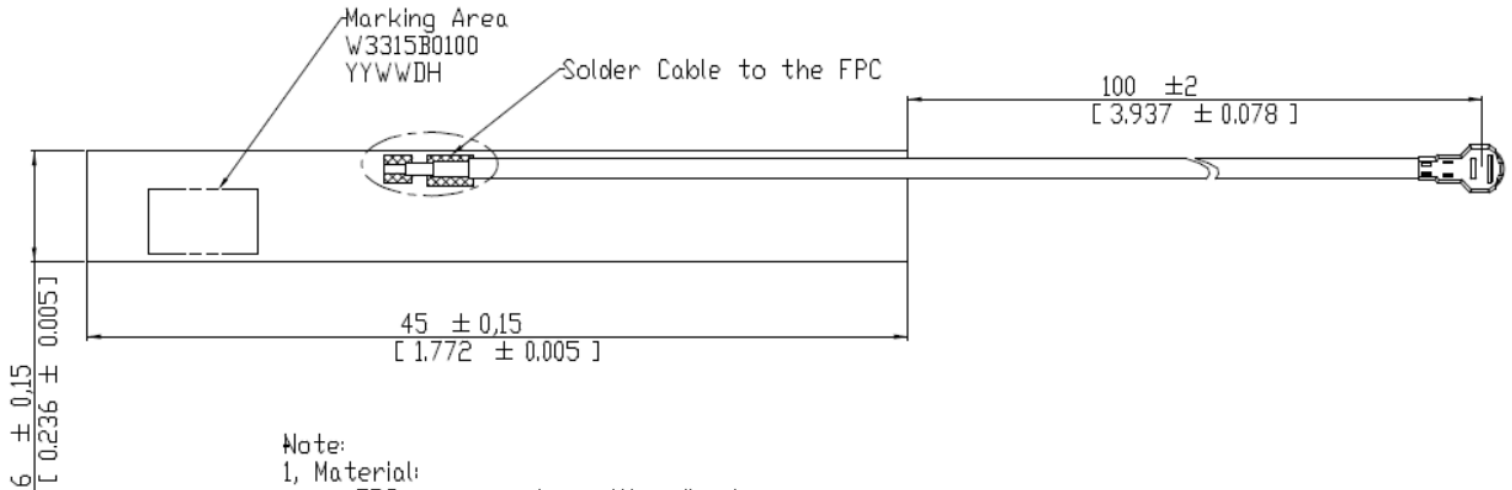 Marking Area
W3315B0100
YYWWDH
Solder Cable to the FPC
100 ±2
[ 3.937 ± 0.078 ]
45 ± 0,15
[ 1.772 ± 0.005 ]
6 ± 0,15
[ 0.236 ± 0.005 ]
Note:
1, Material: